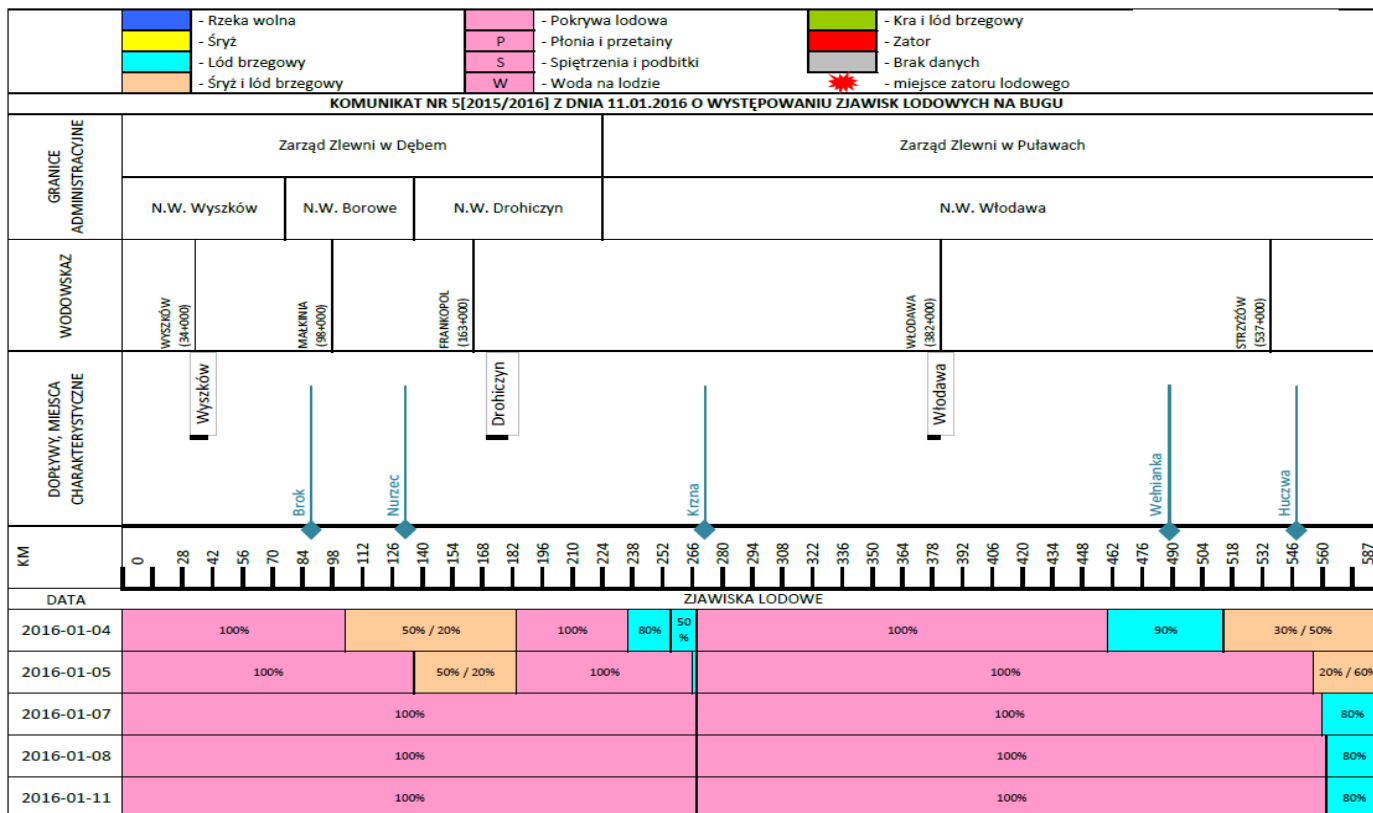 - Rzeka wolna - Pokrywa lodowa - Kra i lód brzegowy
- Śryż P - Płonia i przetainy - Zator
- Lód brzegowy S - Spiętrzenia i podbitki - Brak danych
- Śryż i lód brzegowy W - Woda na lodzie - miejsce zatoru lodowego
KOMUNIKAT NR 5[2015/2016] Z DNIA 11.01.2016 O WYSTĘPOWANIU ZJAWISK LODOWYCH NA BUGU
GRANICE
ADMINISTRACYJNE
Zarząd Zlewni w Dębem Zarząd Zlewni w Puławach
N.W. Wyszków N.W. Borowe N.W. Drohiczyn N.W. Włodawa
WODOWSKAZ
WYSZKÓW
(34+000)
MAŁKINIA
(98+000)
FRANKOPOL
(163+000)
WŁODAWA
(382+000)
STRZYŻÓW
(537+000)
DOPŁYWY, MIEJSCA
CHARAKTERYSTYCZNE
Wyszków
Brok
Nurzec
Drohiczyn
Krzna
Włodawa
Wełnianka
Huczwa
KM 0 28 42 56 70 84 98 112 126 140 154 168 182 196 210 224 238 252 266 280 294 308 322 336 350 364 378 392 406 420 434 448 462 476 490 504 518 532 546 560 587
DATA ZJAWISKA LODOWE
2016-01-04 100% 50% / 20% 100% 80% 50 % 100% 90% 30% / 50%
2016-01-05 100% 50% / 20% 100% 100% 20% / 60%
2016-01-07 100% 100% 80%
2016-01-08 100% 100% 80%
2016-01-11 100% 100% 80%